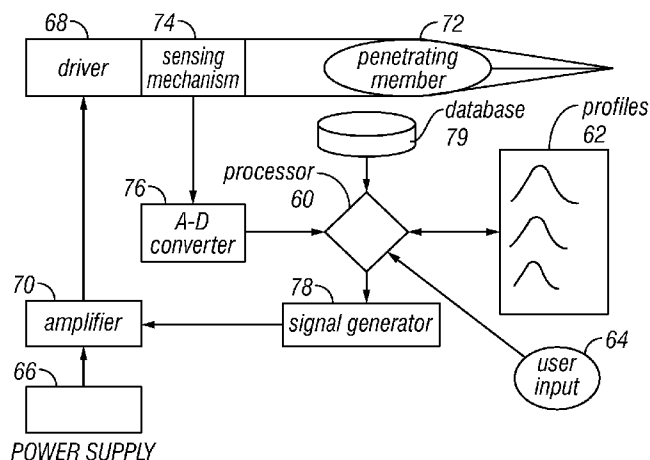 68
74
72
driver
sensing
mechanism
penetrating
member
database
79
profiles
62
processor
60
76
A-D
converter
78
signal generator
70
amplifier
66
64
user
input
POWER SUPPLY